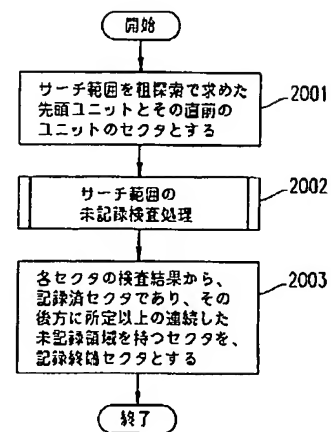 開始
サーチ範囲を粗探索で求めた
先頭ユニットとその直前の
ユニットのセクタとする
2001
サーチ範囲の
未記録検査処理
2002
各セクタの検査結果から、
記録済セクタであり、その
後方に所定以上の連続した
未記録領域を持つセクタを、
記録終端セクタとする
2003
終了